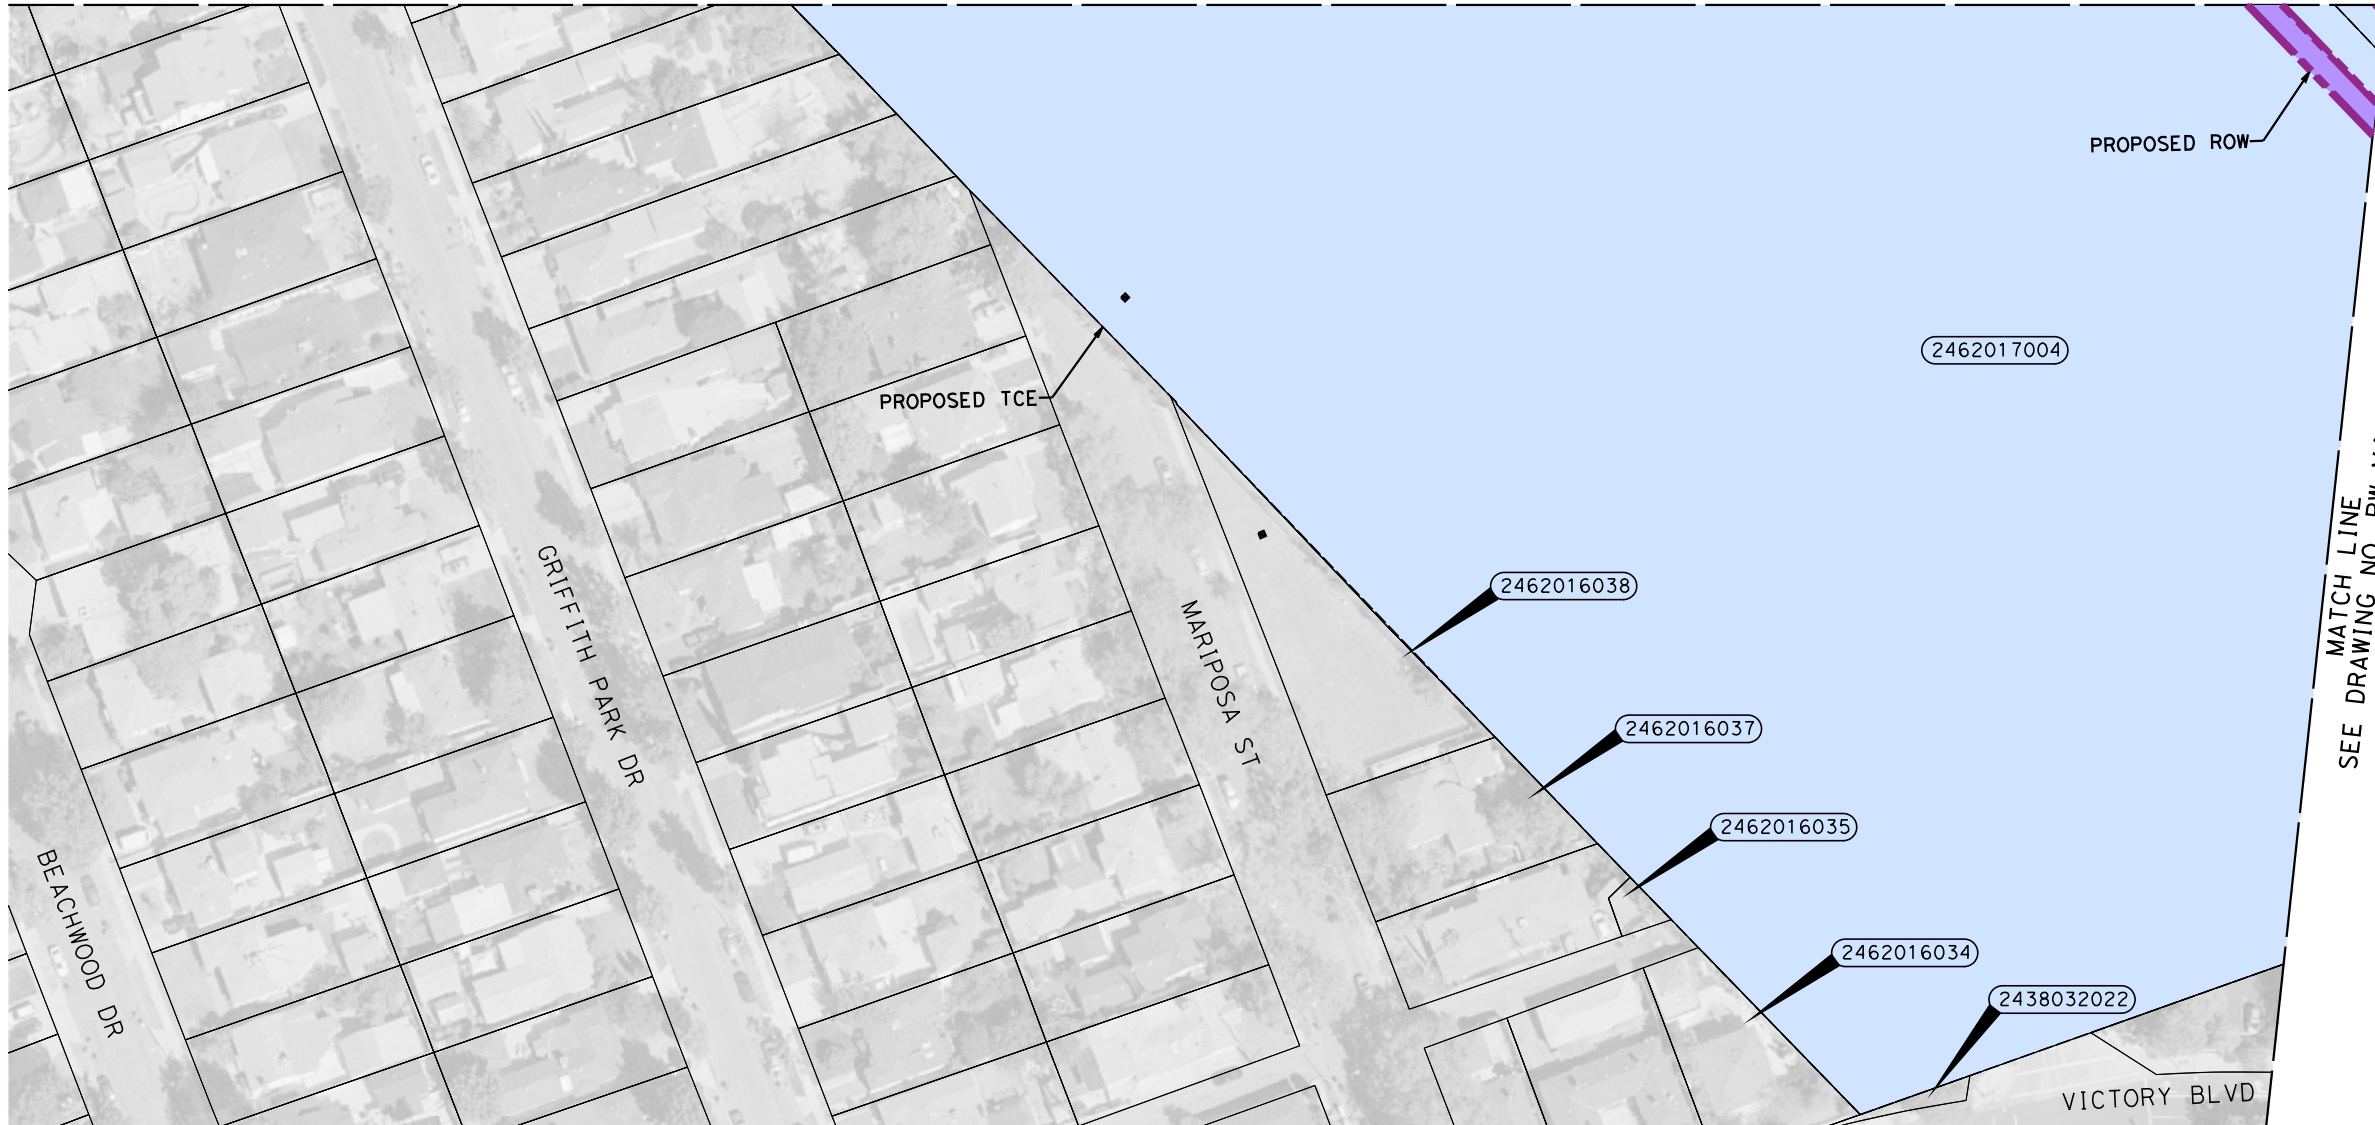 PROPOSED ROW
2462017004
PROPOSED TCE
MATCH LINE
SEE DRAWING NO.
2462016038
GRIFFITH PARK DR
MARIPOSA ST
2462016037
2462016035
BEACHWOOD DR
2462016034
2438032022
VICTORY BLVD